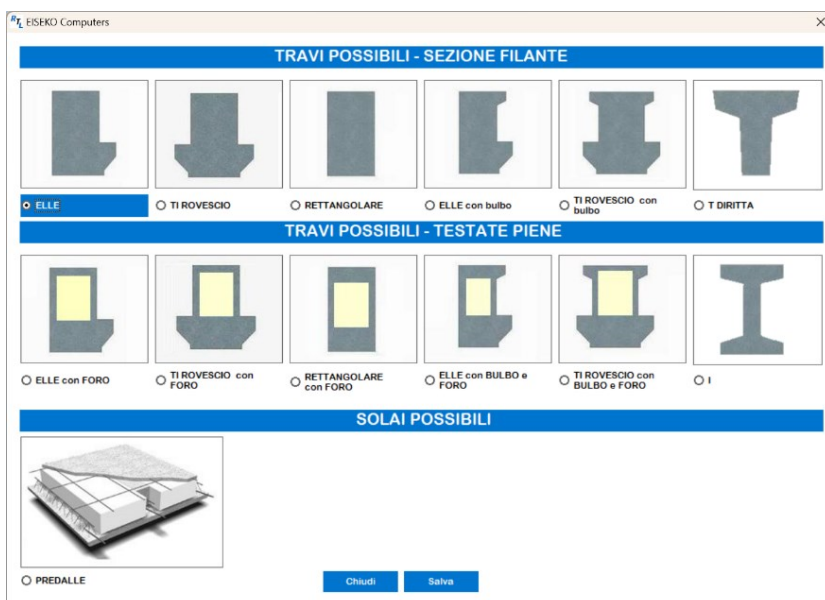 RTL EISEKO Computers
TRAVI POSSIBILI - SEZIONE FILANTE
ELLE
TI ROVESCIO
RETTANGOLARE
ELLE con bulbo
TI ROVESCIO con
bulbo
T DIRITTA
TRAVI POSSIBILI - TESTATE PIENE
ELLE con FORO
TI ROVESCIO con
FORO
RETTANGOLARE
con FORO
ELLE con BULBO e
FORO
TI ROVESCIO con
BULBO e FORO
I
SOLAI POSSIBILI
PREDALLE
Chiudi
Salva